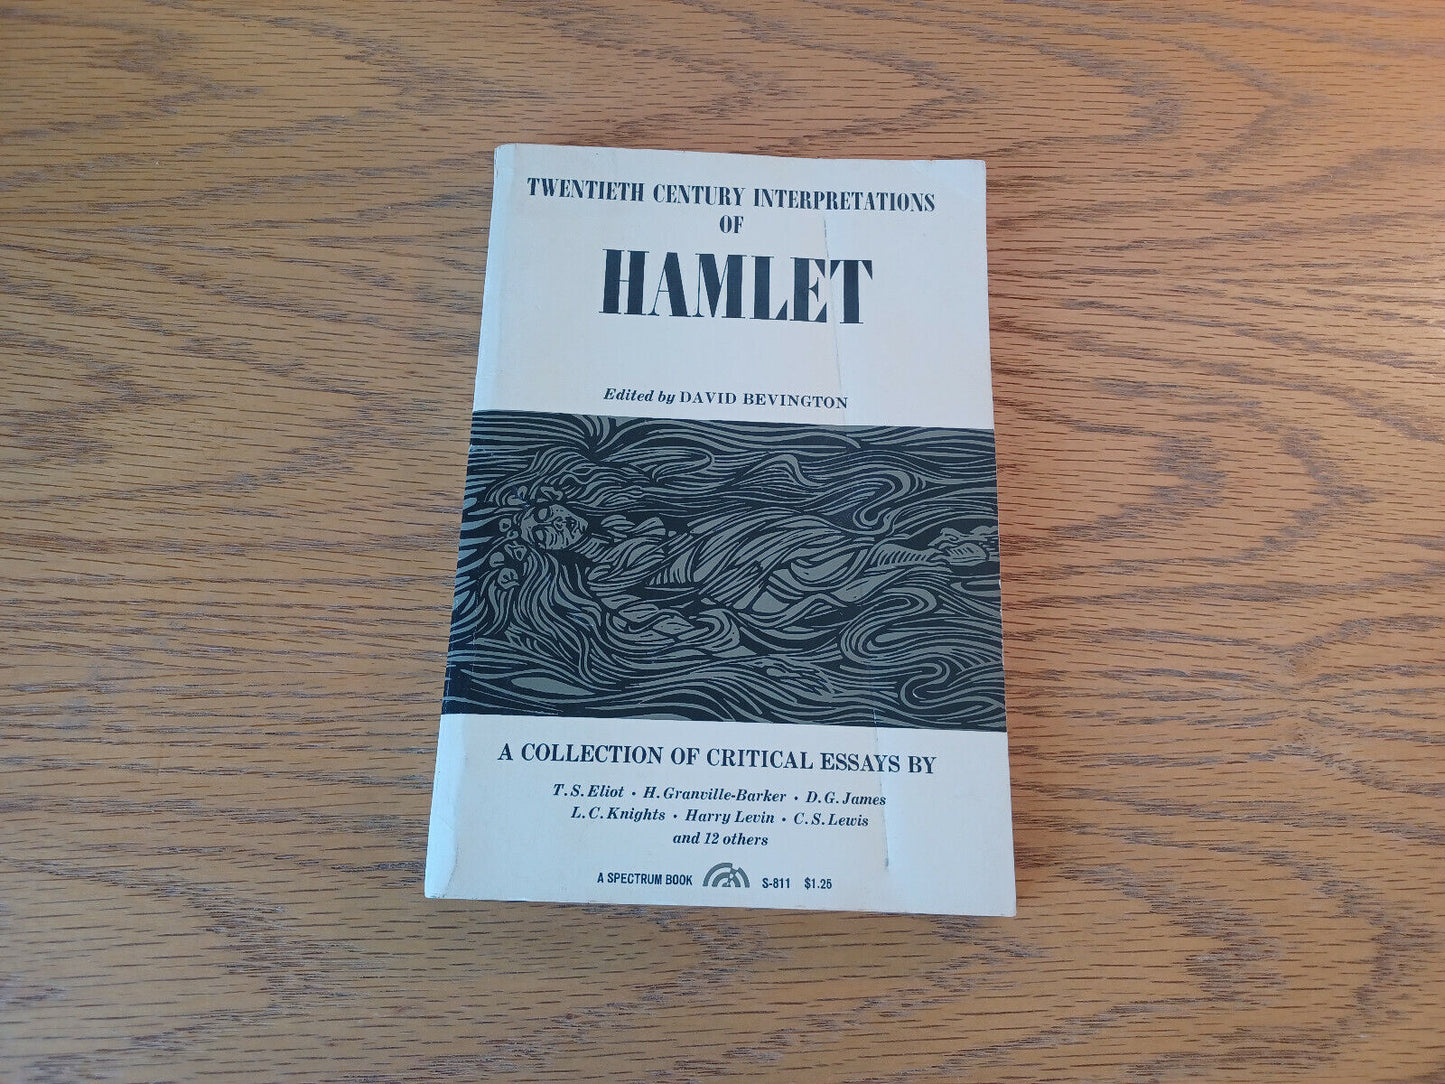 TWENTIETH CENTURY INTERPRETATIONS
OF
HAMLET
Edited by DAVID BEVINGTON
A COLLECTION OF CRITICAL ESSAYS BY
T. S. Eliot • H. Granville-Barker • D. G. James
L. C. Knights • Harry Levin • C. S. Lewis
and 12 others
A SPECTRUM BOOK S-811 $1.25